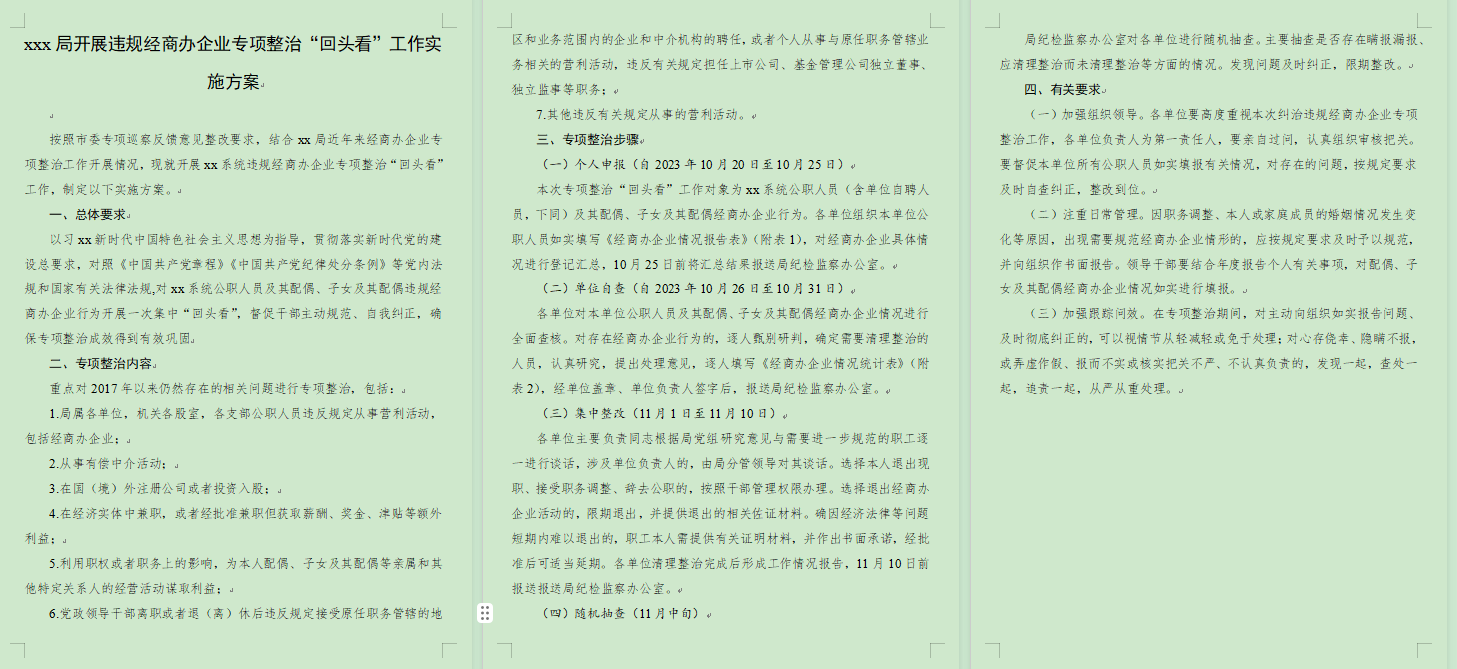 xxx 局开展违规经商办企业专项整治“回头看”工作实
施方案
按照市委专项巡察反馈意见整改要求，结合 xx 局近年来经商办企业专
项整治工作开展情况，现就开展 xx 系统违规经商办企业专项整治“回头看”
工作，制定以下实施方案。
一、总体要求
以习 xx 新时代中国特色社会主义思想为指导，贯彻落实新时代党的建
设总要求，对照《中国共产党章程》《中国共产党纪律处分条例》等党内法
规和国家有关法律法规,对 xx 系统公职人员及其配偶、子女及其配偶违规经
商办企业行为开展一次集中“回头看”，督促干部主动规范、自我纠正，确
保专项整治成效得到有效巩固。
二、专项整治内容
重点对 2017 年以来仍然存在的相关问题进行专项整治，包括：
1.局属各单位，机关各股室，各支部公职人员违反规定从事营利活动，
包括经商办企业；
2.从事有偿中介活动；
3.在国（境）外注册公司或者投资入股；
4.在经济实体中兼职，或者经批准兼职但获取薪酬、奖金、津贴等额外
利益；
5.利用职权或者职务上的影响，为本人配偶、子女及其配偶等亲属和其
他特定关系人的经营活动谋取利益；
6.党政领导干部离职或者退（离）休后违反规定接受原任职务管辖的地
区和业务范围内的企业和中介机构的聘任，或者个人从事与原任职务管辖业
务相关的营利活动，违反有关规定担任上市公司、基金管理公司独立董事、
独立监事等职务；
7.其他违反有关规定从事的营利活动。
三、专项整治步骤
（一）个人申报（自 2023 年 10 月 20 日至 10 月 25 日）
本次专项整治“回头看”工作对象为 xx 系统公职人员（含单位自聘人
员，下同）及其配偶、子女及其配偶经商办企业行为。各单位组织本单位公
职人员如实填写《经商办企业情况报告表》（附表 1），对经商办企业具体情
况进行登记汇总，10 月 25 日前将汇总结果报送局纪检监察办公室。
（二）单位自查（自 2023 年 10 月 26 日至 10 月 31 日）
各单位对本单位公职人员及其配偶、子女及其配偶经商办企业情况进行
全面查核。对存在经商办企业行为的，逐人甄别研判，确定需要清理整治的
人员，认真研究，提出处理意见，逐人填写《经商办企业情况统计表》（附
表 2），经单位盖章、单位负责人签字后，报送局纪检监察办公室。
（三）集中整改（11 月 1 日至 11 月 10 日）
各单位主要负责同志根据局党组研究意见与需要进一步规范的职工逐
一进行谈话，涉及单位负责人的，由局分管领导对其谈话。选择本人退出现
职、接受职务调整、辞去公职的，按照干部管理权限办理。选择退出经商办
企业活动的，限期退出，并提供退出的相关佐证材料。确因经济法律等问题
短期内难以退出的，职工本人需提供有关证明材料，并作出书面承诺，经批
准后可适当延期。各单位清理整治完成后形成工作情况报告，11 月 10 日前
报送报送局纪检监察办公室。
（四）随机抽查（11 月中旬）
局纪检监察办公室对各单位进行随机抽查。主要抽查是否存在瞒报漏报、
应清理整治而未清理整治等方面的情况。发现问题及时纠正，限期整改。
四、有关要求
（一）加强组织领导。各单位要高度重视本次纠治违规经商办企业专项
整治工作，各单位负责人为第一责任人，要亲自过问，认真组织审核把关。
要督促本单位所有公职人员如实填报有关情况，对存在的问题，按规定要求
及时自查纠正，整改到位。
（二）注重日常管理。因职务调整、本人或家庭成员的婚姻情况发生变
化等原因，出现需要规范经商办企业情形的，应按规定要求及时予以规范，
并向组织作书面报告。领导干部要结合年度报告个人有关事项，对配偶、子
女及其配偶经商办企业情况如实进行填报。
（三）加强跟踪问效。在专项整治期间，对主动向组织如实报告问题、
及时彻底纠正的，可以视情节从轻减轻或免于处理；对心存侥幸、隐瞒不报，
或弄虚作假、报而不实或核实把关不严、不认真负责的，发现一起，查处一
起，追责一起，从严从重处理。